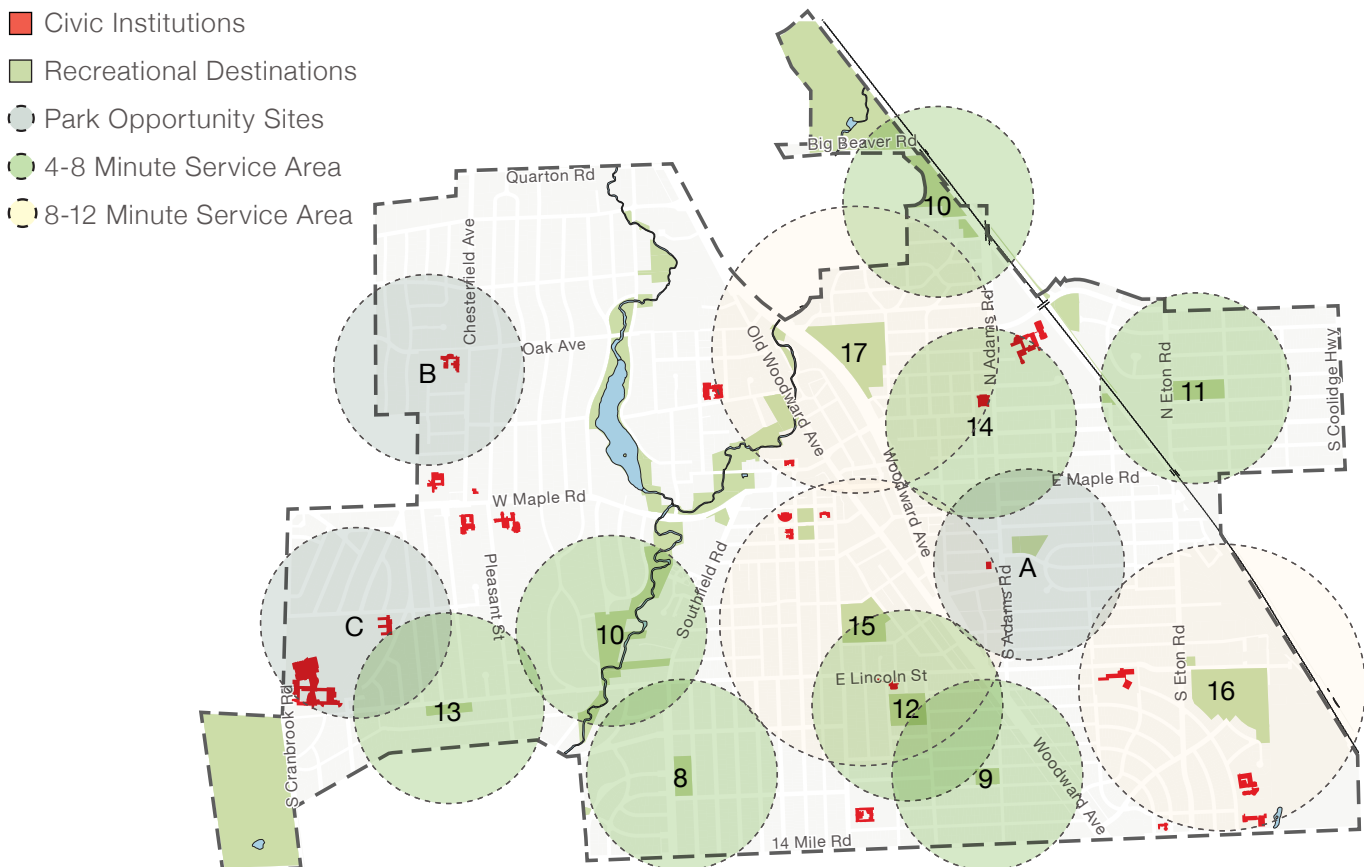 Civic Institutions
Recreational Destinations
Park Opportunity Sites
4-8 Minute Service Area
8-12 Minute Service Area
Big Beaver Rd
Quarton Rd
10
Chesterfield Ave
Oak Ave
B
Old Woodward Ave
17
N Adams Rd
14
N Eton Rd
11
S Coolidge Hwy
W Maple Rd
Woodward Ave
E Maple Rd
A
S Adams Rd
Pleasant St
C
10
Southfield Rd
15
E Lincoln St
12
S Eton Rd
16
S Cranbrook Rd
13
8
9
Woodward Ave
14 Mile Rd